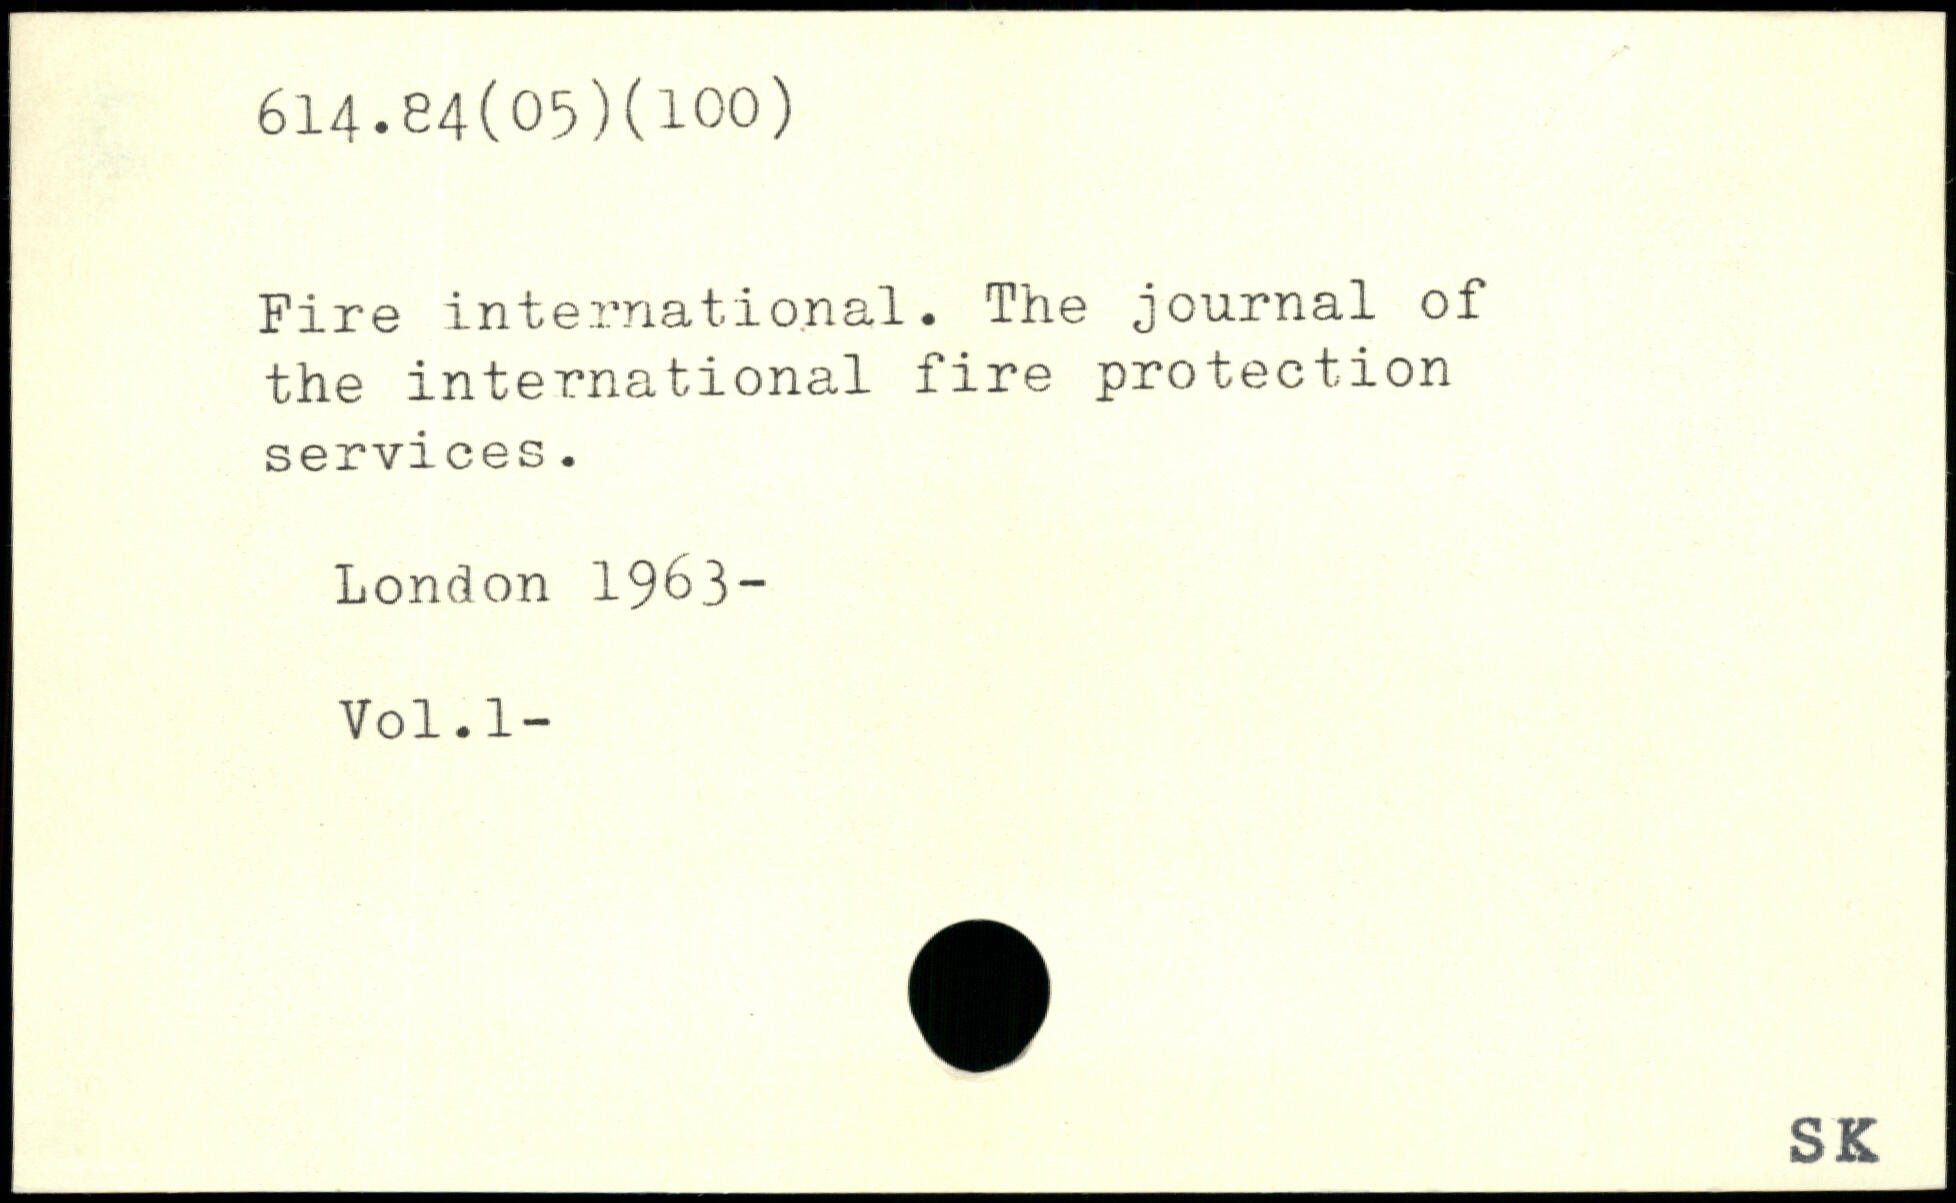 614.84(05)(100)
Fire international. The journal of
the international fire protection
services.
London 1963-
Vol.1-
SK